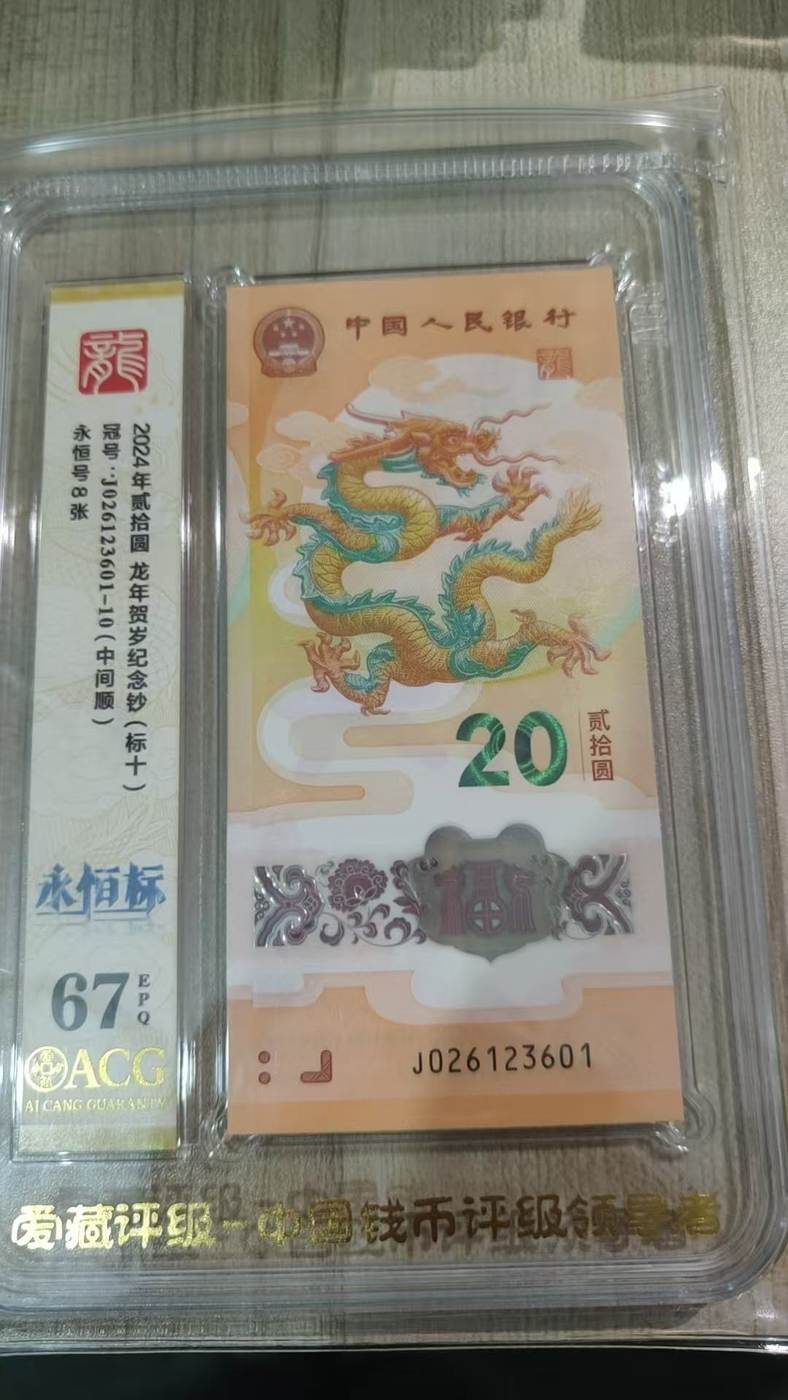 龍
2024年贰拾圆 龙年贺岁纪念钞(标十)
冠号:J026123601-10(中间顺)
永恒号8张
永恒标
67 EPQ
ACG
AI CANG GUARANTY
中国人民银行
龍
20
贰拾圆
J026123601
爱藏评级-中国钱币评级领导者